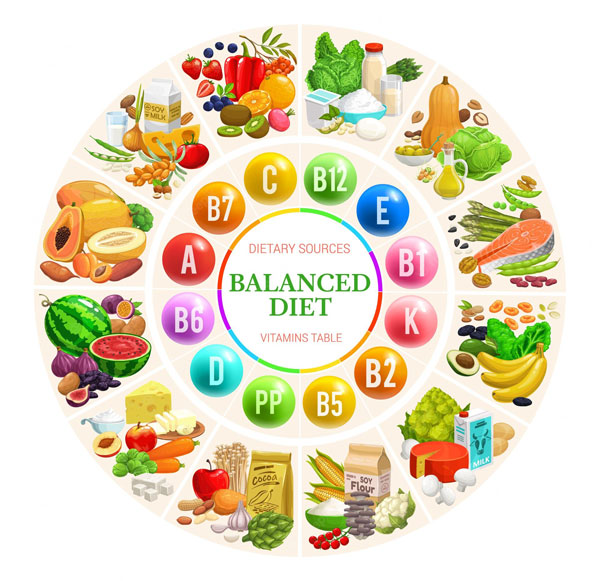 DIETARY SOURCES
BALANCED
DIET
VITAMINS TABLE
C
B12
E
B1
K
B2
B5
PP
D
B6
A
B7
SOY
MILK
MILK
SOY
Flour
COCOA